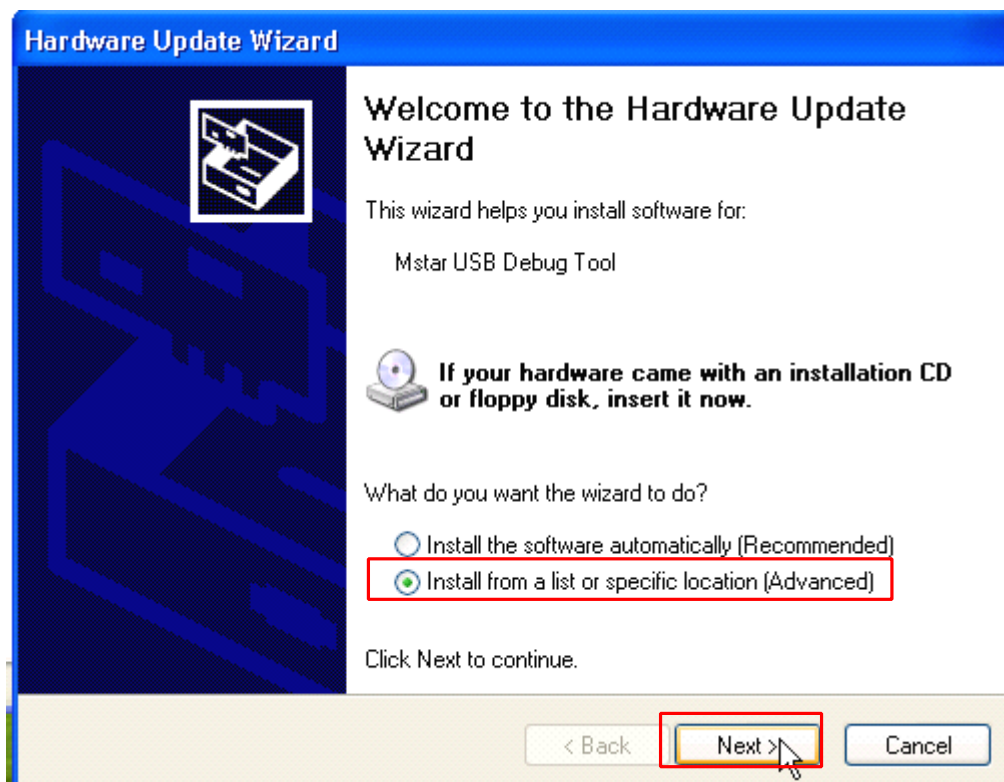 Hardware Update Wizard
Welcome to the Hardware Update
Wizard
This wizard helps you install software for:
Mstar USB Debug Tool
If your hardware came with an installation CD
or floppy disk, insert it now.
What do you want the wizard to do?
Install the software automatically (Recommended)
Install from a list or specific location (Advanced)
Click Next to continue.
< Back
Next >
Cancel